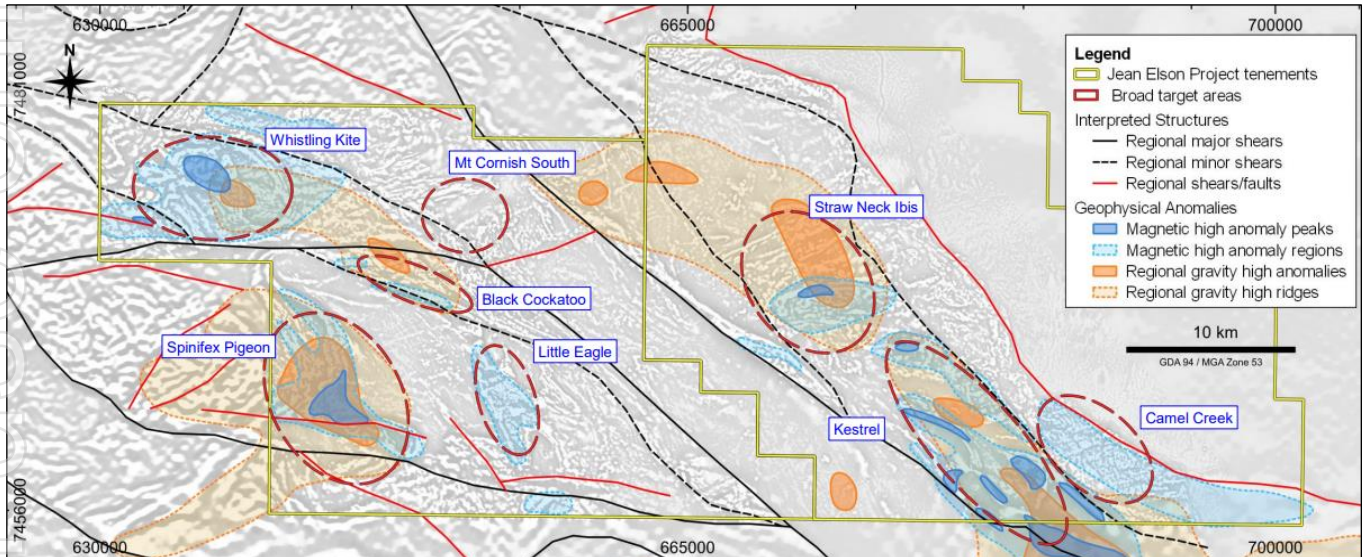 630000
665000
700000
N
7481000
Legend
Jean Elson Project tenements
Broad target areas
Interpreted Structures
Regional major shears
Regional minor shears
Regional shears/faults
Geophysical Anomalies
Magnetic high anomaly peaks
Magnetic high anomaly regions
Regional gravity high anomalies
Regional gravity high ridges
10 km
GDA 94 / MGA Zone 53
Whistling Kite
Mt Cornish South
Straw Neck Ibis
Black Cockatoo
Spinifex Pigeon
Little Eagle
Kestrel
Camel Creek
7456000
630000
665000
700000